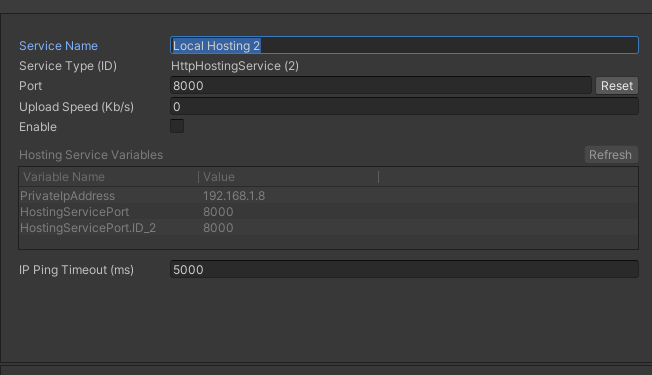 Service Name Local Hosting 2
Service Type (ID) HttpHostingService (2)
Port 8000 Reset
Upload Speed (Kb/s) 0
Enable
Hosting Service Variables Refresh
Variable Name Value
PrivateIpAddress 192.168.1.8
HostingServicePort 8000
HostingServicePort.ID_2 8000
IP Ping Timeout (ms) 5000